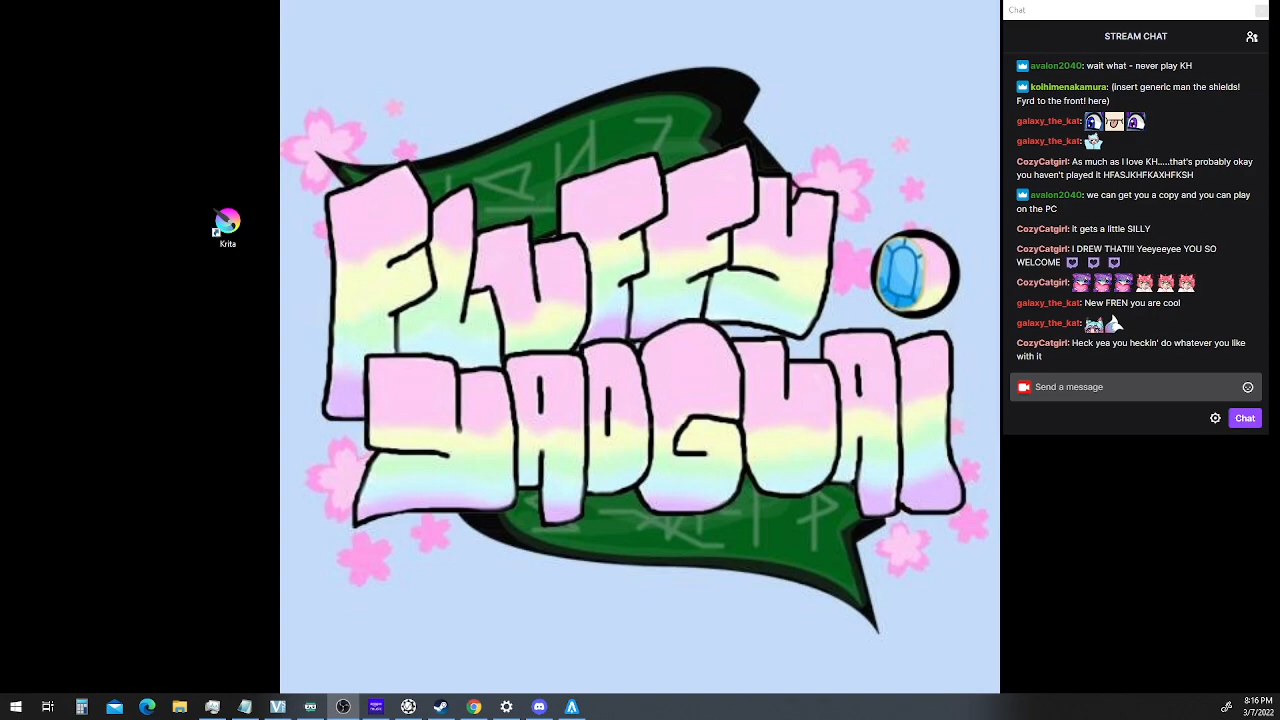 FLUFFY
YAOGUAI
Krita
Chat
STREAM CHAT
avalon2040: wait what - never play KH
koihimenakamura: (insert generic man the shields!
Fyrd to the front! here)
galaxy_the_kat:
galaxy_the_kat:
CozyCatgirl: As much as I love KH.....that's probably okay
you haven't played it HFASJKHFKAXHFKSH
avalon2040: we can get you a copy and you can play
on the PC
CozyCatgirl: it gets a little SILLY
CozyCatgirl: I DREW THAT!!! Yeeyeeyee YOU SO
WELCOME
CozyCatgirl:
galaxy_the_kat: New FREN you are cool
galaxy_the_kat:
CozyCatgirl: Heck yea you heckin' do whatever you like
with it
Send a message
Chat
8:16 PM
3/7/2022